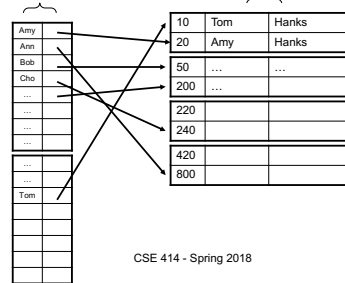 Amy
Ann
Bob
Cho
…
…
…
…
…
…
Tom
10 Tom Hanks
20 Amy Hanks
50 … …
200 …
220
240
420
800
CSE 414 - Spring 2018